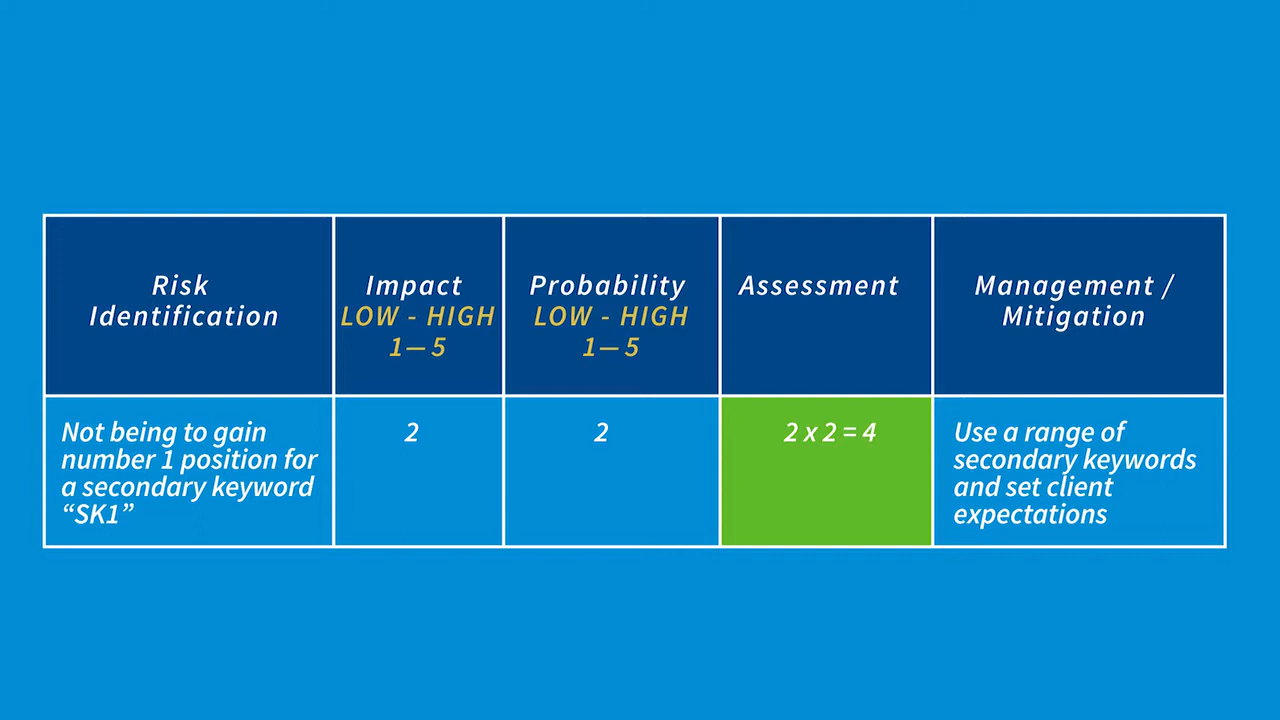 Risk
Identification
Impact
LOW - HIGH
1 — 5
Probability
LOW - HIGH
1 — 5
Assessment
Management /
Mitigation
Not being to gain
number 1 position for
a secondary keyword
“SK1”
2
2
2 x 2 = 4
Use a range of
secondary keywords
and set client
expectations